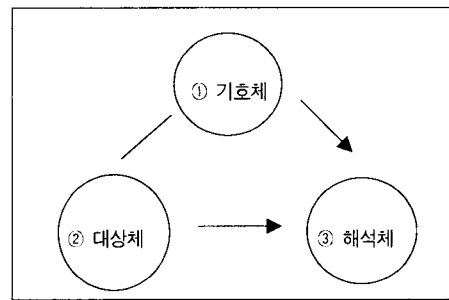 ① 기호체
② 대상체
③ 해석체